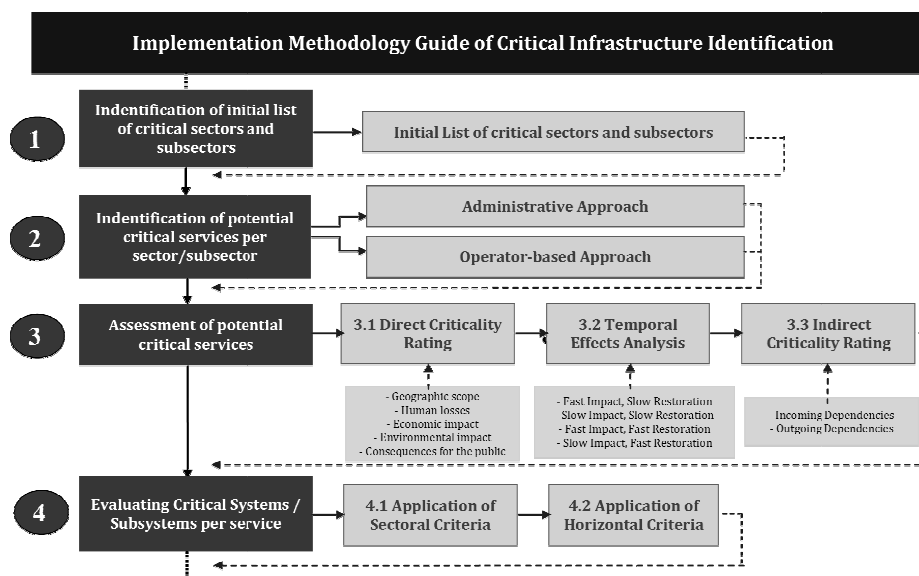 Implementation Methodology Guide of Critical Infrastructure Identification
1
Indentification of initial list
of critical sectors and
subsectors
Initial List of critical sectors and subsectors
2
Indentification of potential
critical services per
sector/subsector
Administrative Approach
Operator-based Approach
3
Assessment of potential
critical services
3.1 Direct Criticality
Rating
3.2 Temporal
Effects Analysis
3.3 Indirect
Criticality Rating
- Geographic scope
- Human losses
- Economic impact
- Environmental impact
- Consequences for the public
- Fast Impact, Slow Restoration
Slow Impact, Slow Restoration
- Fast Impact, Fast Restoration
- Slow Impact, Fast Restoration
Incoming Dependencies
- Outgoing Dependencies
4
Evaluating Critical Systems /
Subsystems per service
4.1 Application of
Sectoral Criteria
4.2 Application of
Horizontal Criteria